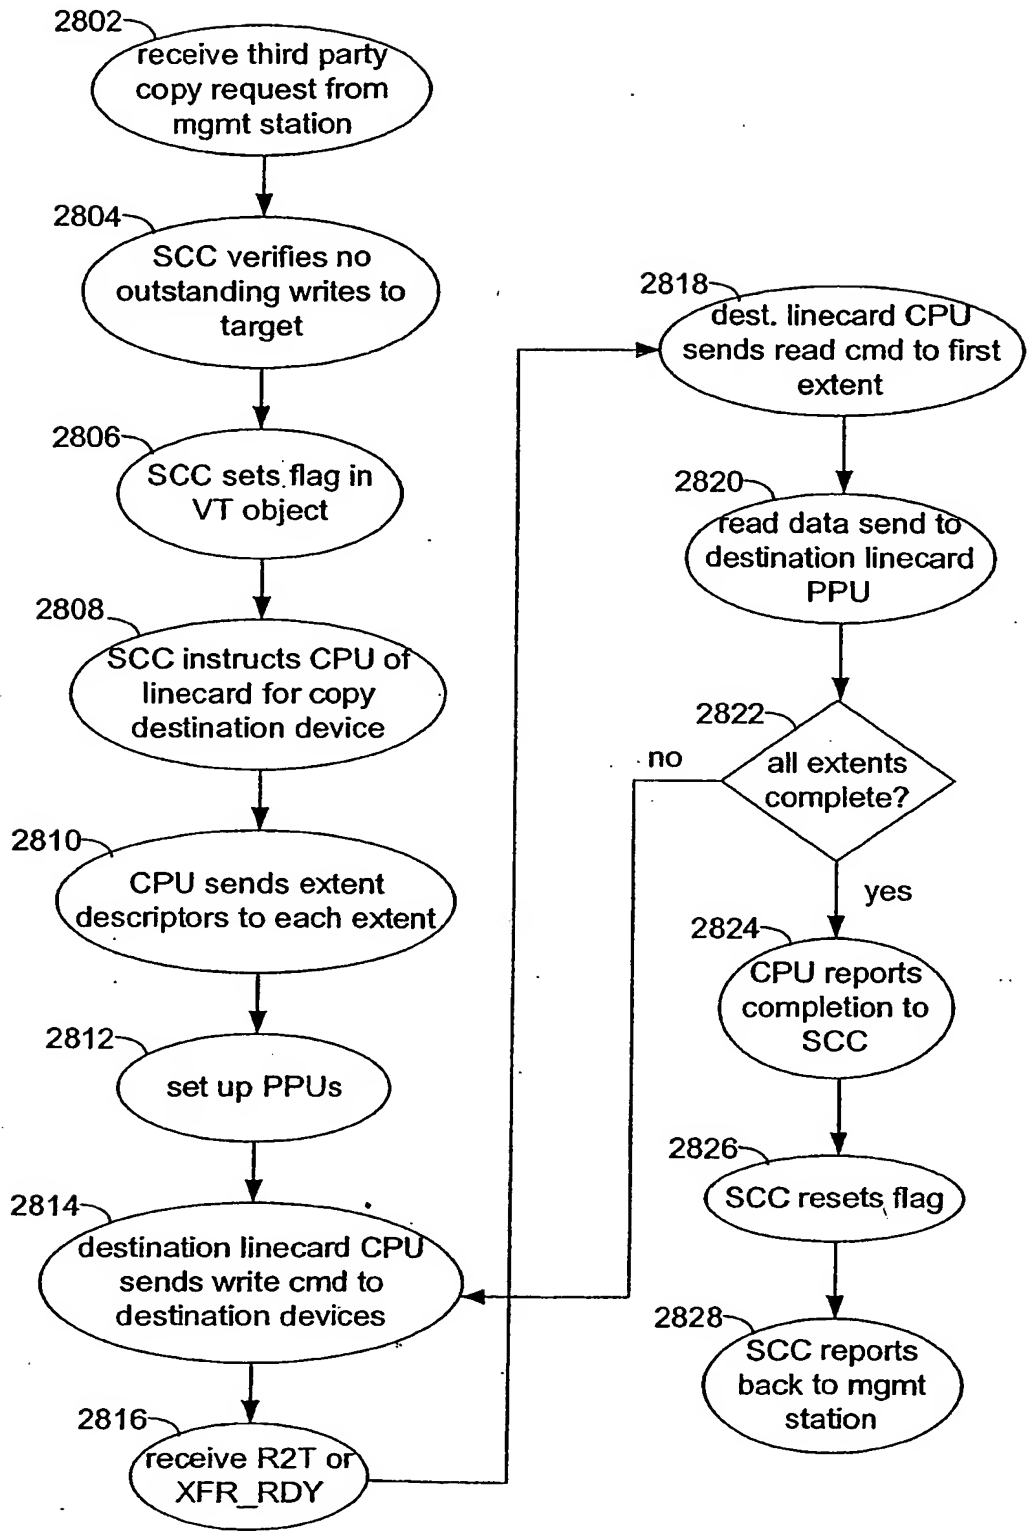 2802
receive third party
copy request from
mgmt station
2804
SCC verifies no
outstanding writes to
target
2806
SCC sets flag in
VT object
2808
SCC instructs CPU of
linecard for copy
destination device
2810
CPU sends extent
descriptors to each extent
2812
set up PPUs
2814
destination linecard CPU
sends write cmd to
destination devices
2816
receive R2T or
XFR_RDY
2818
dest. linecard CPU
sends read cmd to first
extent
2820
read data send to
destination linecard
PPU
2822
all extents
complete?
no
yes
2824
CPU reports
completion to
SCC
2826
SCC resets flag
2828
SCC reports
back to mgmt
station